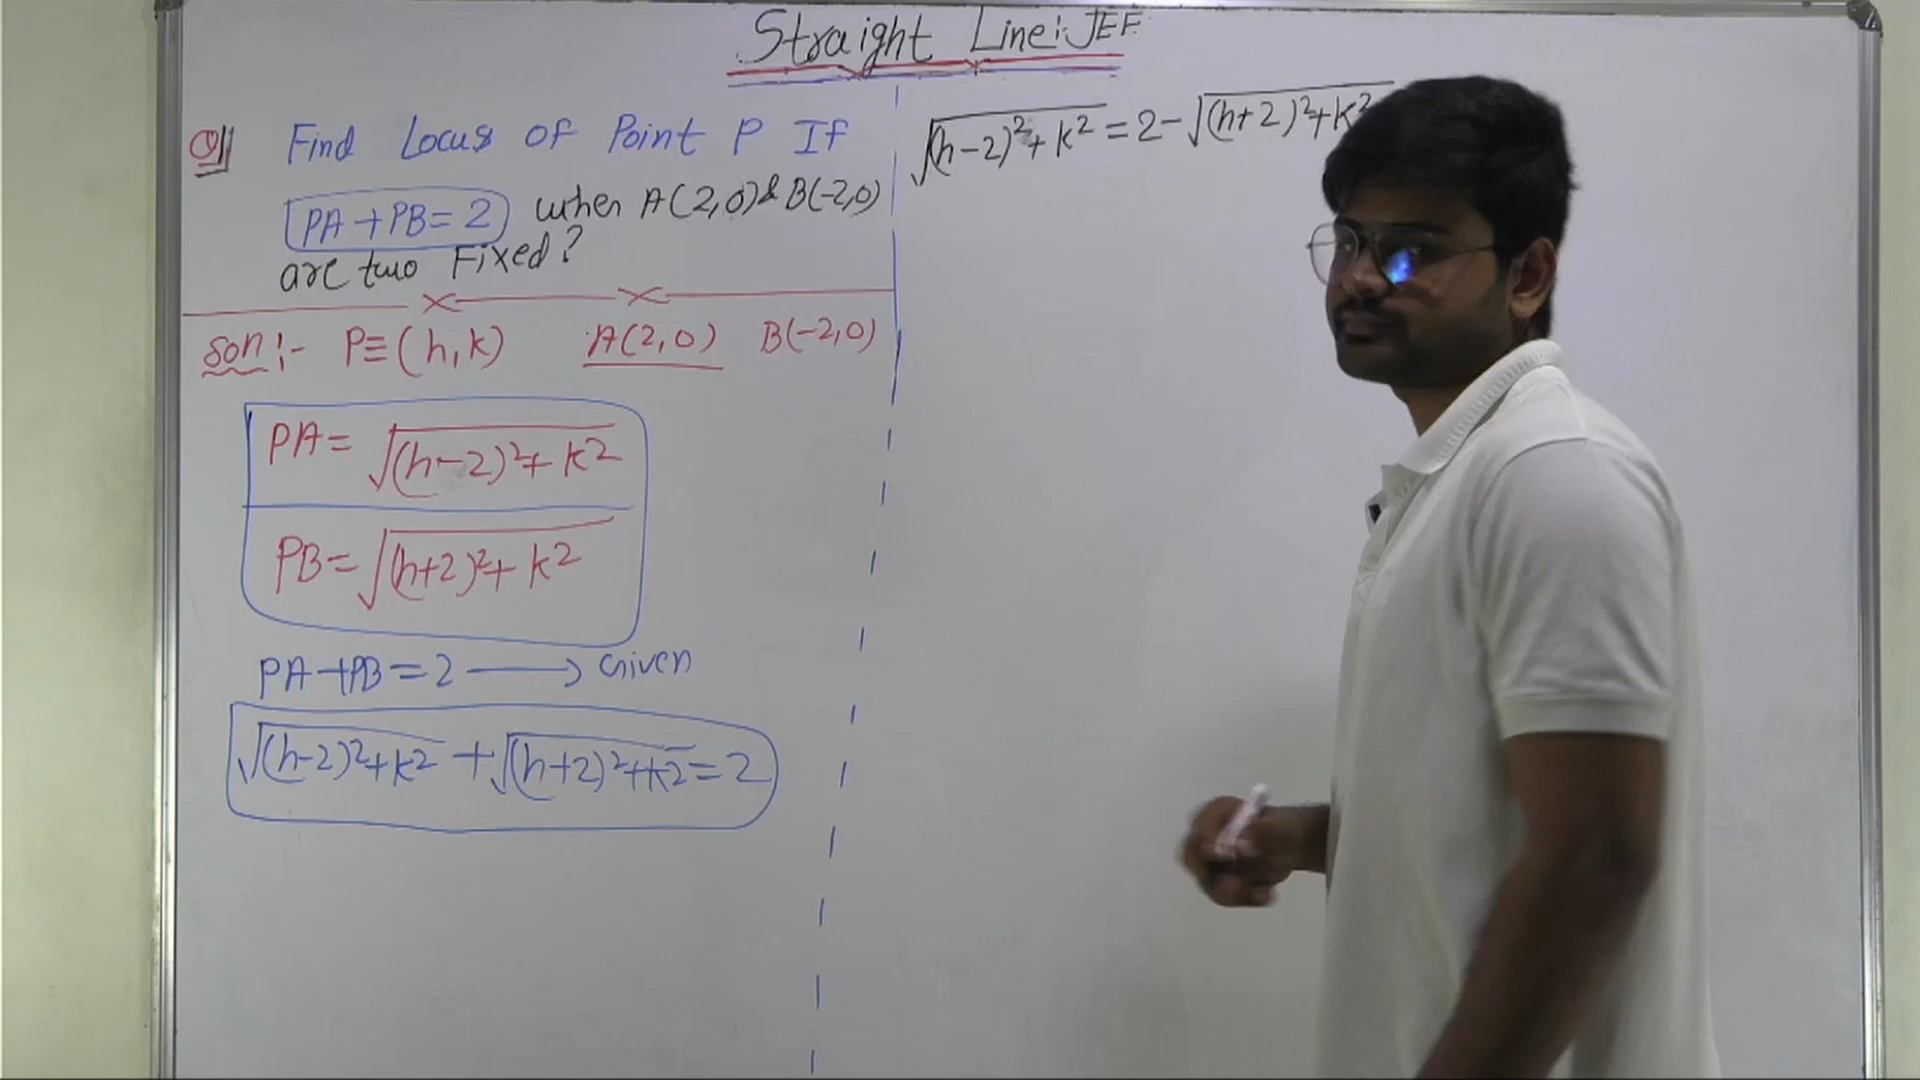 Straight Line:JEE
Q1 Find Locus of Point P If
PA+PB=2 when A(2,0)& B(-2,0)
are two Fixed?
Soln:- P≡(h,k) A(2,0) B(-2,0)
PA= √(h-2)²+k²
PB= √(h+2)²+k²
PA+PB=2 → Given
√(h-2)²+k² + √(h+2)²+k² = 2
√(h-2)²+k² = 2-√(h+2)²+k²